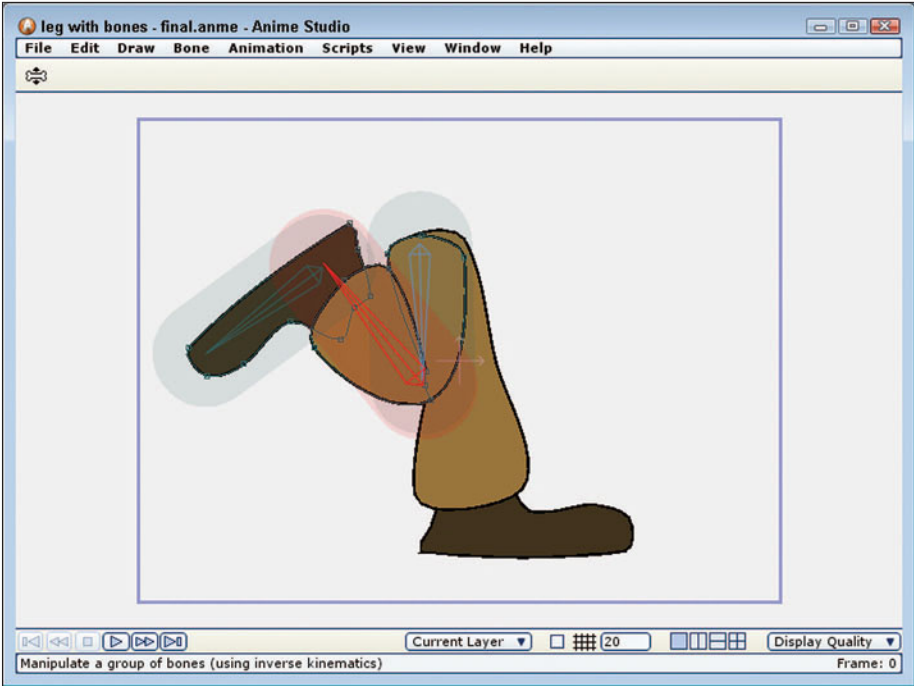 leg with bones - final.anme - Anime Studio
File Edit Draw Bone Animation Scripts View Window Help
Current Layer 20 Display Quality
Manipulate a group of bones (using inverse kinematics) Frame: 0